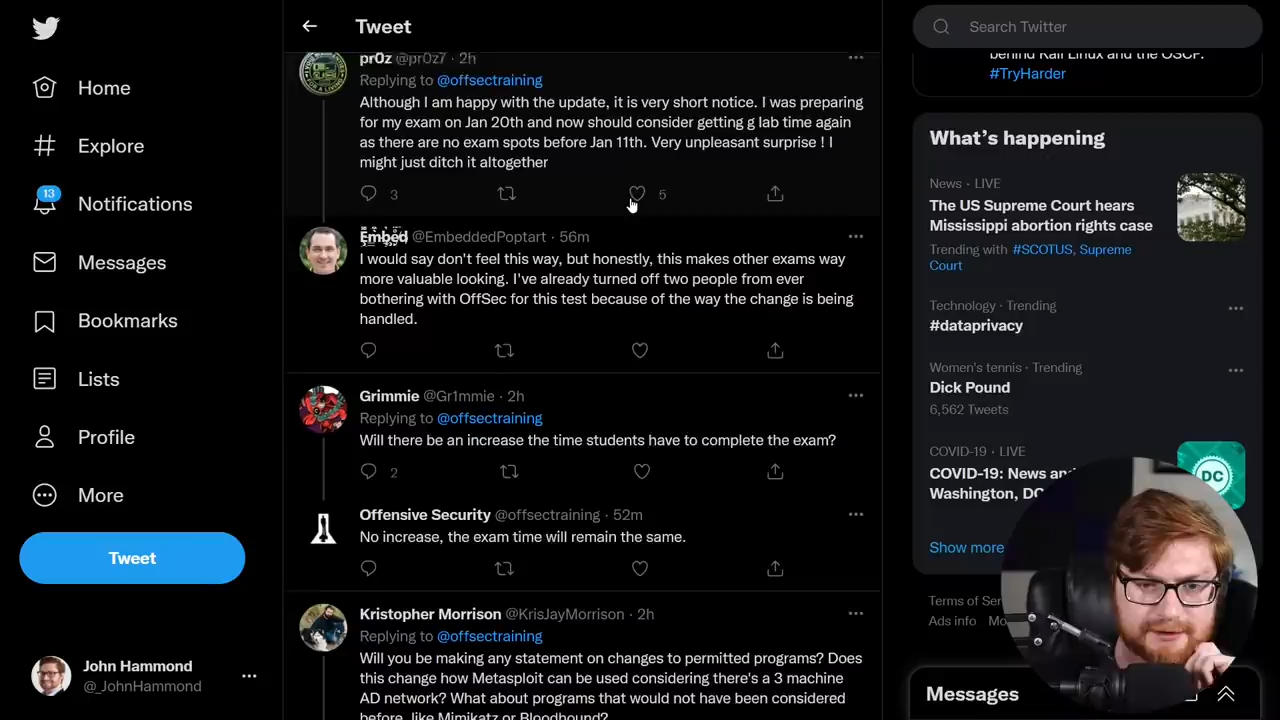 Home
Explore
13
Notifications
Messages
Bookmarks
Lists
Profile
More
Tweet
John Hammond
@_JohnHammond
Tweet
pr0z @pr0z7 · 2h
Replying to @offsectraining
Although I am happy with the update, it is very short notice. I was preparing
for my exam on Jan 20th and now should consider getting g lab time again
as there are no exam spots before Jan 11th. Very unpleasant surprise ! I
might just ditch it altogether
3 5
Embed @EmbeddedPoptart · 56m
I would say don't feel this way, but honestly, this makes other exams way
more valuable looking. I've already turned off two people from ever
bothering with OffSec for this test because of the way the change is being
handled.
Grimmie @Gr1mmie · 2h
Replying to @offsectraining
Will there be an increase the time students have to complete the exam?
2
Offensive Security @offsectraining · 52m
No increase, the exam time will remain the same.
Kristopher Morrison @KrisJayMorrison · 2h
Replying to @offsectraining
Will you be making any statement on changes to permitted programs? Does
this change how Metasploit can be used considering there's a 3 machine
AD network? What about programs that would not have been considered
before, like Mimikatz or Bloodhound?
Search Twitter
behind Kali Linux and the OSCP.
#TryHarder
What's happening
News · LIVE
The US Supreme Court hears
Mississippi abortion rights case
Trending with #SCOTUS, Supreme
Court
Technology · Trending
#dataprivacy
Women's tennis · Trending
Dick Pound
6,562 Tweets
COVID-19 · LIVE
COVID-19: News and
Washington, DC
DC
Show more
Terms of Ser
Ads info Mo
Messages